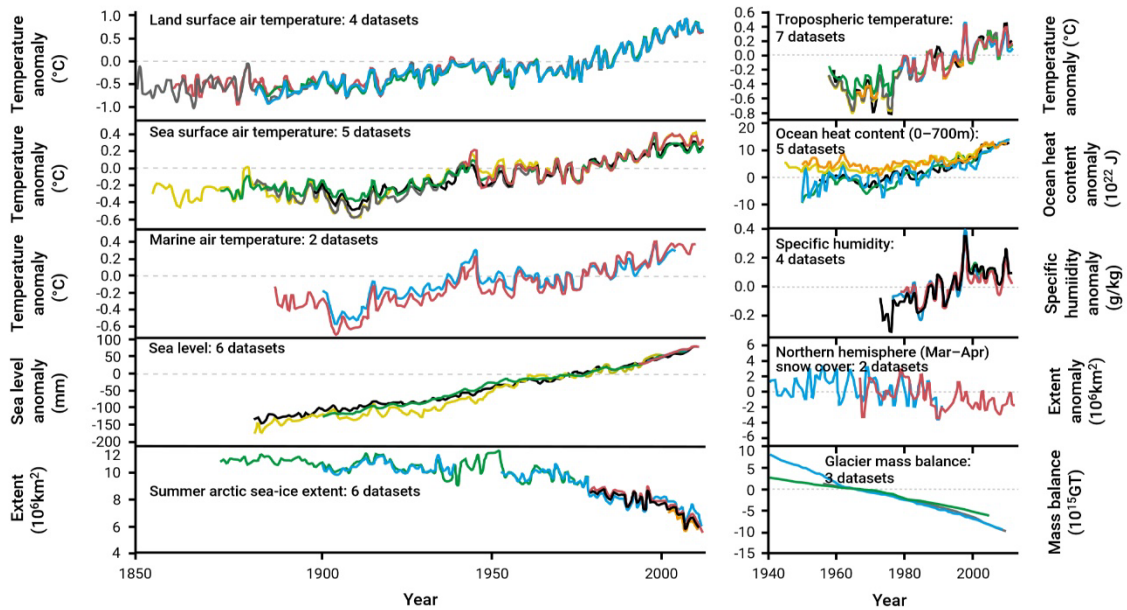 Temperature
anomaly
(°C)
1.0
0.5
0.0
-0.5
-1.0
Land surface air temperature: 4 datasets
Temperature
anomaly
(°C)
0.4
0.2
0.0
-0.2
-0.4
-0.6
Sea surface air temperature: 5 datasets
Temperature
anomaly
(°C)
0.4
0.2
0.0
-0.2
-0.4
-0.6
Marine air temperature: 2 datasets
Sea level
anomaly
(mm)
100
50
0
-50
-100
-150
-200
Sea level: 6 datasets
Extent
(10⁶km²)
12
10
8
6
4
Summer arctic sea-ice extent: 6 datasets
1850
1900
1950
2000
Year
0.6
0.4
0.2
0.0
-0.2
-0.4
-0.6
-0.8
Tropospheric temperature:
7 datasets
Temperature
anomaly (°C)
20
10
0
-10
Ocean heat content (0–700m):
5 datasets
Ocean heat
content
anomaly
(10²² J)
0.4
0.2
0.0
-0.2
Specific humidity:
4 datasets
Specific
humidity
anomaly
(g/kg)
6
4
2
0
-2
-4
-6
Northern hemisphere (Mar–Apr)
snow cover: 2 datasets
Extent
anomaly
(10⁶km²)
10
5
0
-5
-10
-15
Glacier mass balance:
3 datasets
Mass balance
(10¹⁵GT)
1940
1960
1980
2000
Year